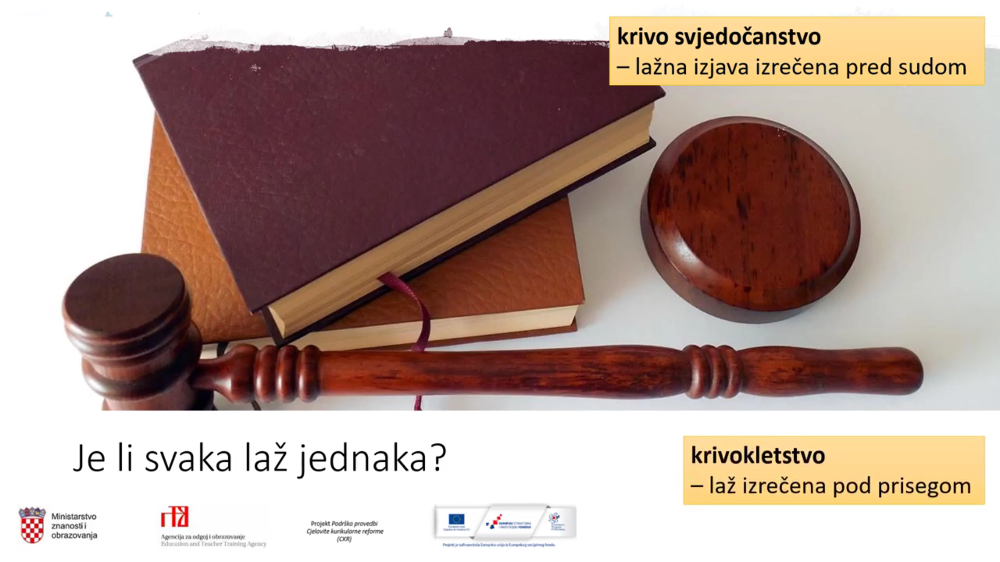 krivo svjedočanstvo
– lažna izjava izrečena pred sudom
Je li svaka laž jednaka?
krivokletstvo
– laž izrečena pod prisegom
Ministarstvo
znanosti i
obrazovanja
Agencija za odgoj i obrazovanje
Education and Teacher Training Agency
Projekt Podrška provedbi
Cjelovite kurikularne reforme
(CKR)
EUROPSKI STRUKTURNI
I INVESTICIJSKI FONDOVI
Projekt je sufinancirala Europska unija iz Europskog socijalnog fonda.